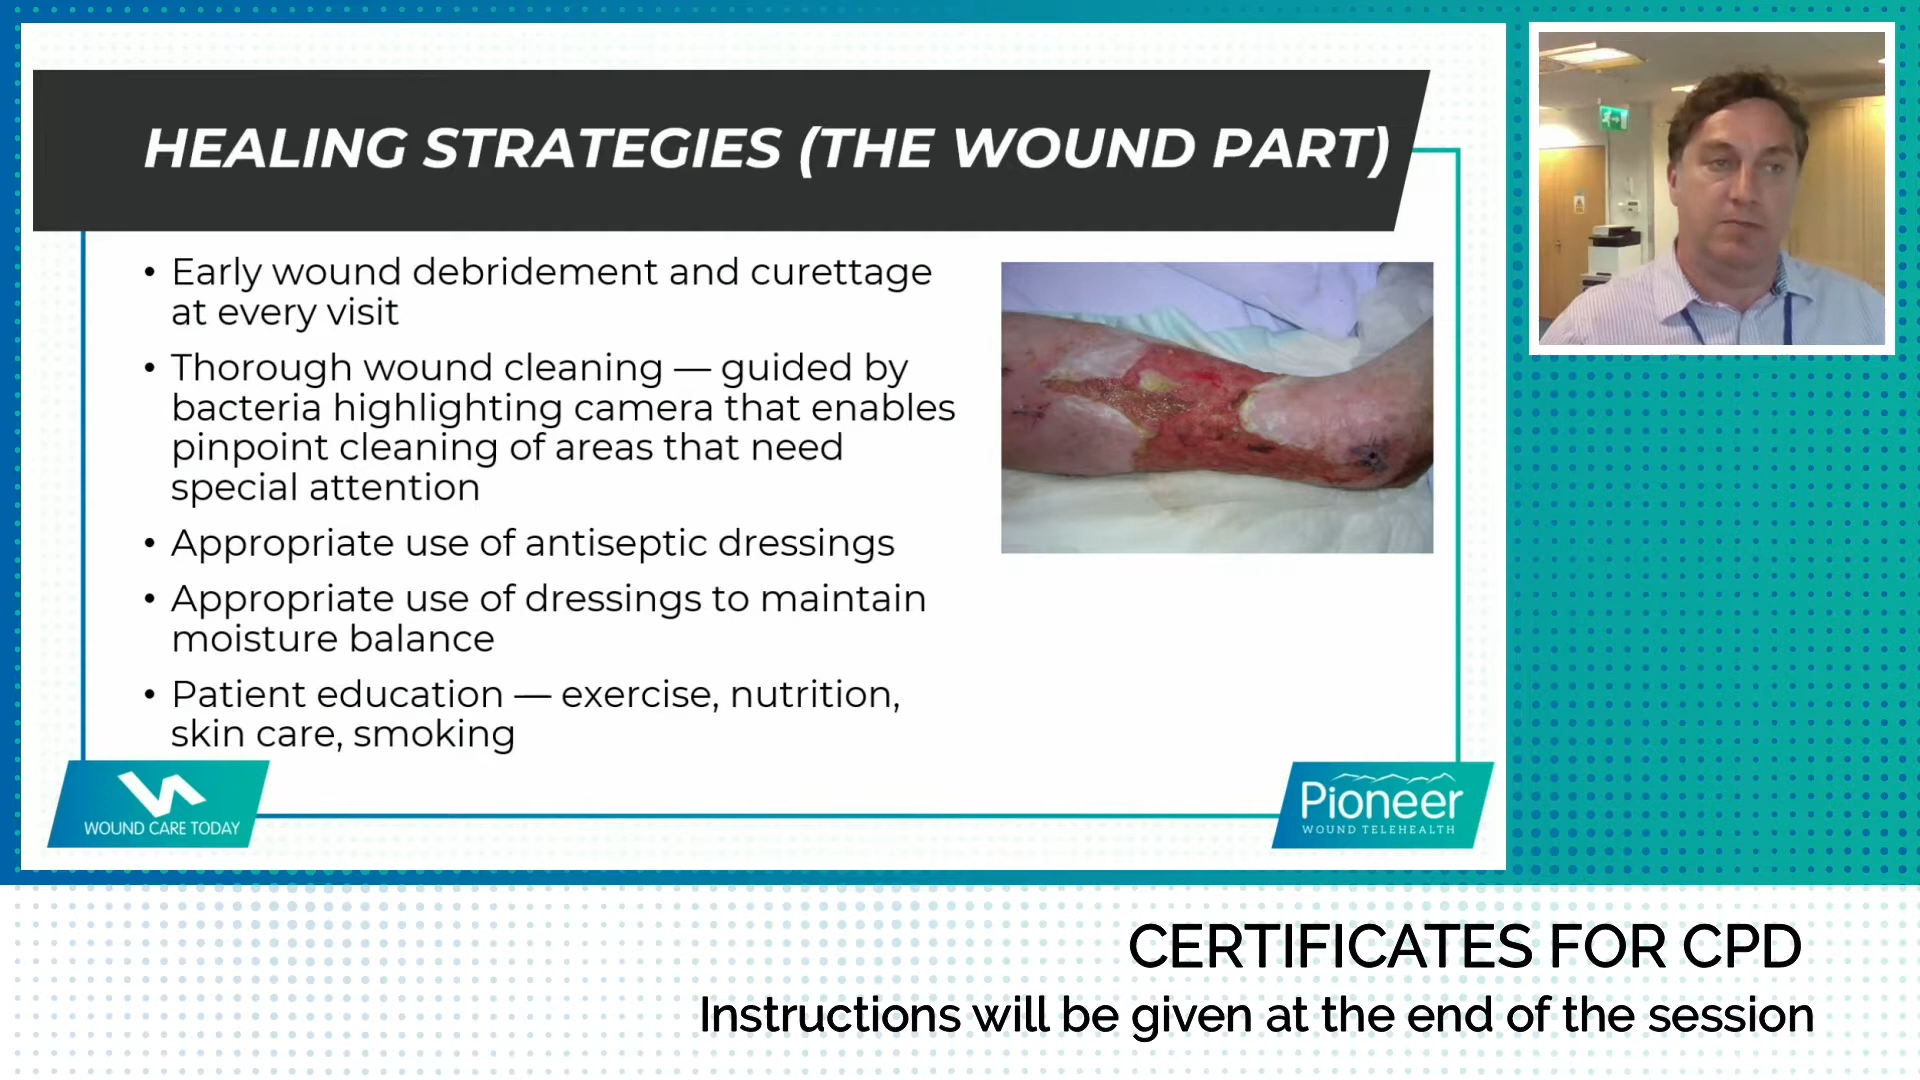 HEALING STRATEGIES (THE WOUND PART)
• Early wound debridement and curettage
at every visit
• Thorough wound cleaning — guided by
bacteria highlighting camera that enables
pinpoint cleaning of areas that need
special attention
• Appropriate use of antiseptic dressings
• Appropriate use of dressings to maintain
moisture balance
• Patient education — exercise, nutrition,
skin care, smoking
WOUND CARE TODAY
Pioneer
WOUND TELEHEALTH
CERTIFICATES FOR CPD
Instructions will be given at the end of the session